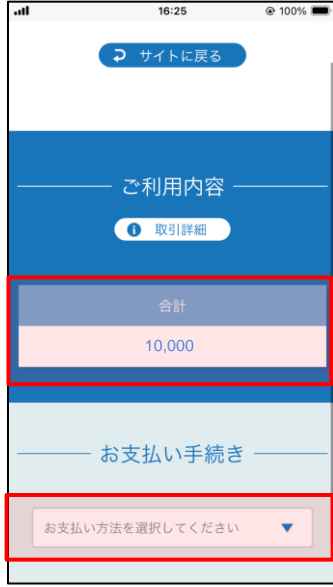 16:25
100%
サイトに戻る
ご利用内容
取引詳細
合計
10,000
お支払い手続き
お支払い方法を選択してください